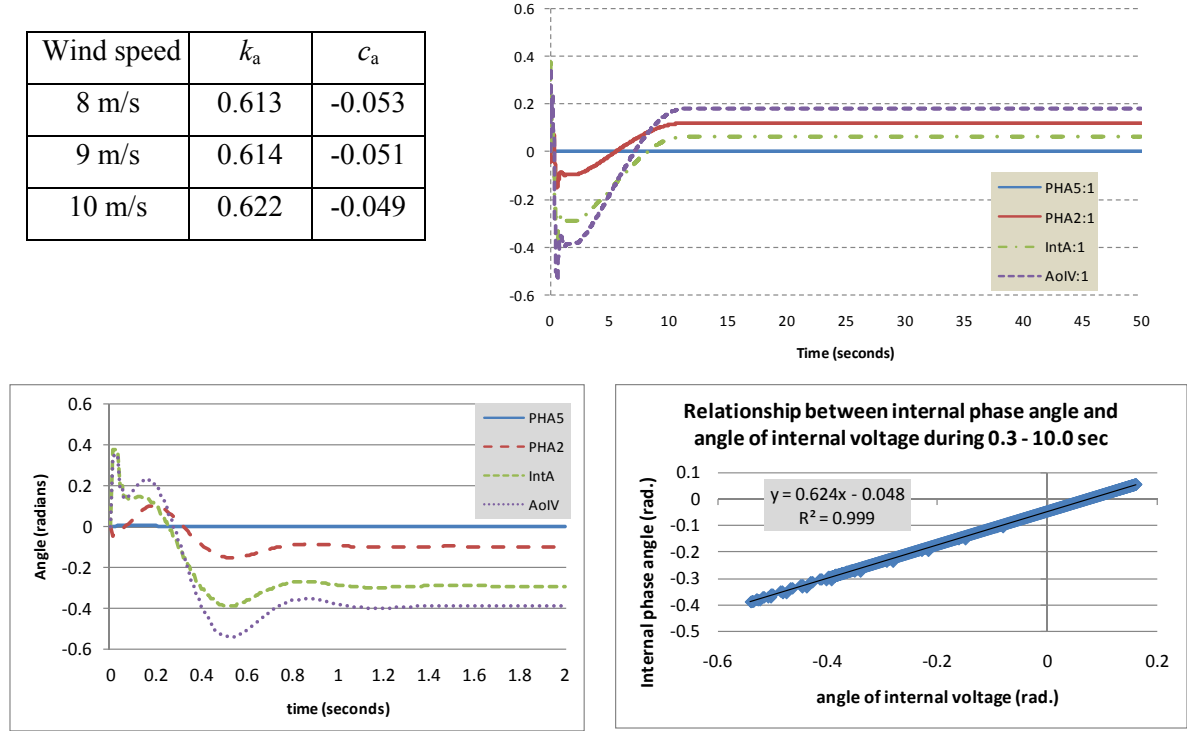 Wind speed ka ca
8 m/s 0.613 -0.053
9 m/s 0.614 -0.051
10 m/s 0.622 -0.049
0.6
0.4
0.2
0
-0.2
-0.4
-0.6
0 5 10 15 20 25 30 35 40 45 50
Time (seconds)
PHA5:1
PHA2:1
IntA:1
AoIV:1
0.6
0.4
0.2
0
-0.2
-0.4
-0.6
0 0.2 0.4 0.6 0.8 1 1.2 1.4 1.6 1.8 2
Angle (radians)
time (seconds)
PHA5
PHA2
IntA
AoIV
Relationship between internal phase angle and
angle of internal voltage during 0.3 - 10.0 sec
y = 0.624x - 0.048
R² = 0.999
0.1
0
-0.1
-0.2
-0.3
-0.4
-0.5
-0.6 -0.4 -0.2 0 0.2
Internal phase angle (rad.)
angle of internal voltage (rad.)